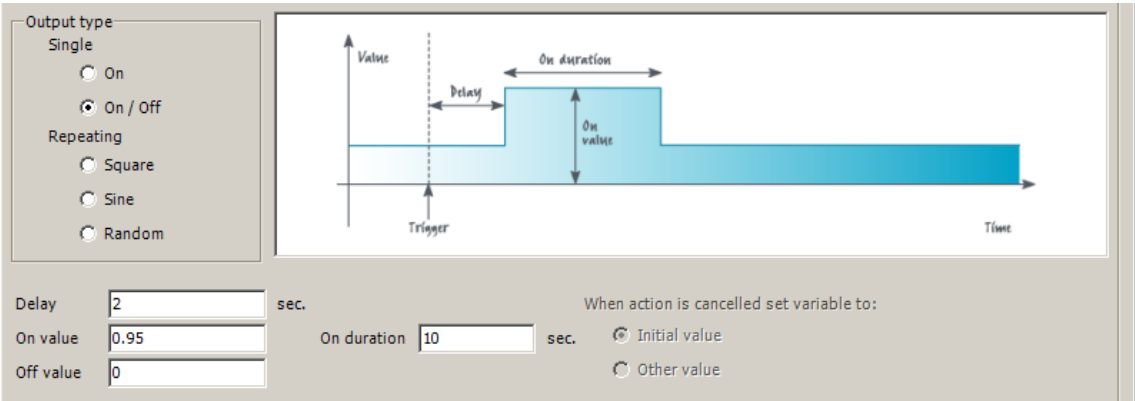 Output type
Single
On
On / Off
Repeating
Square
Sine
Random
Value
On duration
Delay
On
value
Trigger
Time
Delay 2 sec.
On value 0.95 On duration 10 sec.
Off value 0
When action is cancelled set variable to:
Initial value
Other value